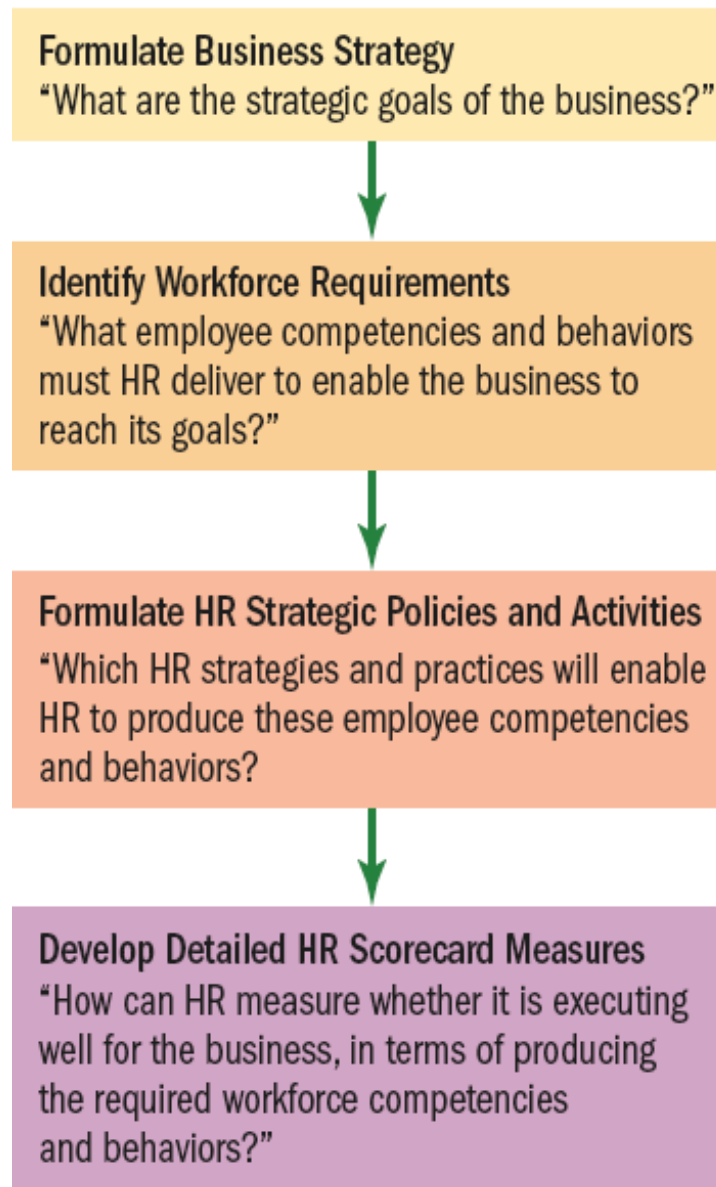 Formulate Business Strategy
“What are the strategic goals of the business?”
Identify Workforce Requirements
“What employee competencies and behaviors
must HR deliver to enable the business to
reach its goals?”
Formulate HR Strategic Policies and Activities
“Which HR strategies and practices will enable
HR to produce these employee competencies
and behaviors?
Develop Detailed HR Scorecard Measures
“How can HR measure whether it is executing
well for the business, in terms of producing
the required workforce competencies
and behaviors?”